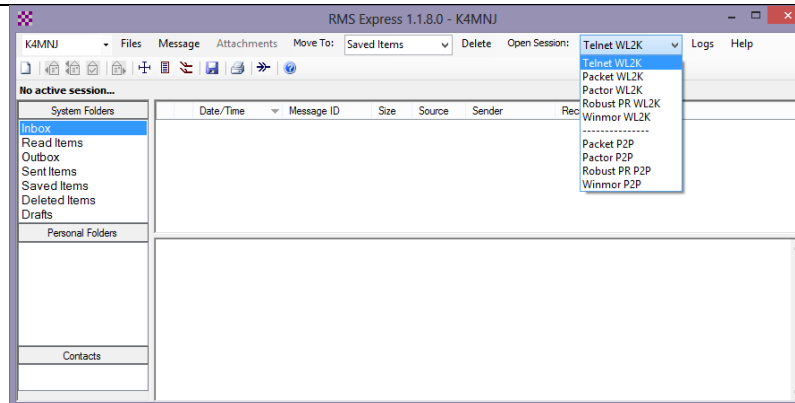 RMS Express 1.1.8.0 - K4MNJ
K4MNJ Files Message Attachments Move To: Saved Items Delete Open Session: Telnet WL2K Logs Help
No active session...
System Folders
Inbox
Read Items
Outbox
Sent Items
Saved Items
Deleted Items
Drafts
Personal Folders
Contacts
Date/Time Message ID Size Source Sender Rec
Telnet WL2K
Packet WL2K
Pactor WL2K
Robust PR WL2K
Winmor WL2K
---------------
Packet P2P
Pactor P2P
Robust PR P2P
Winmor P2P